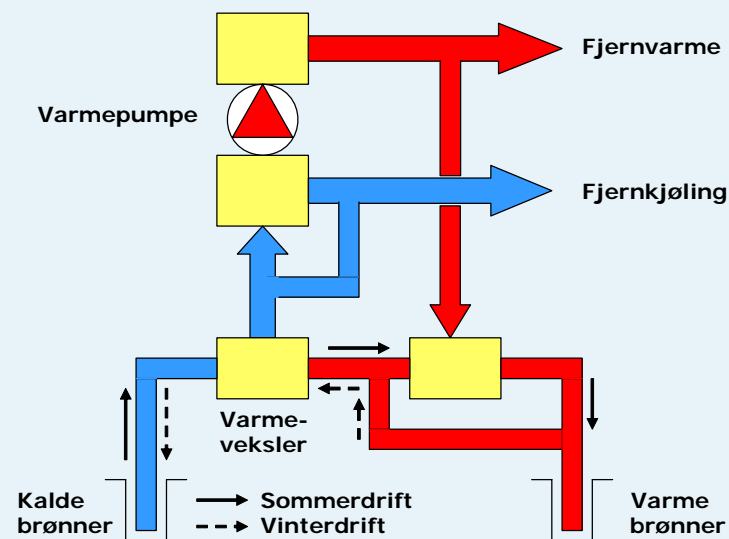 Fjernvarme
Varmepumpe
Fjernkjøling
Varme-
veksler
Kalde
brønner
Sommerdrift
Vinterdrift
Varme
brønner